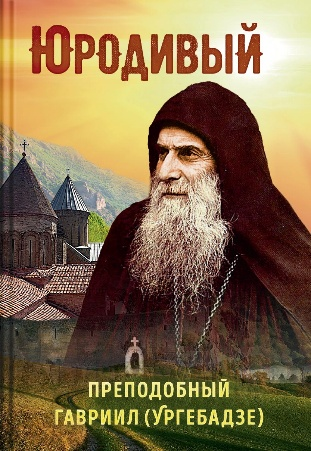 Юродивый
ПРЕПОДОБНЫЙ
ГАВРИИЛ (УРГЕБАДЗЕ)